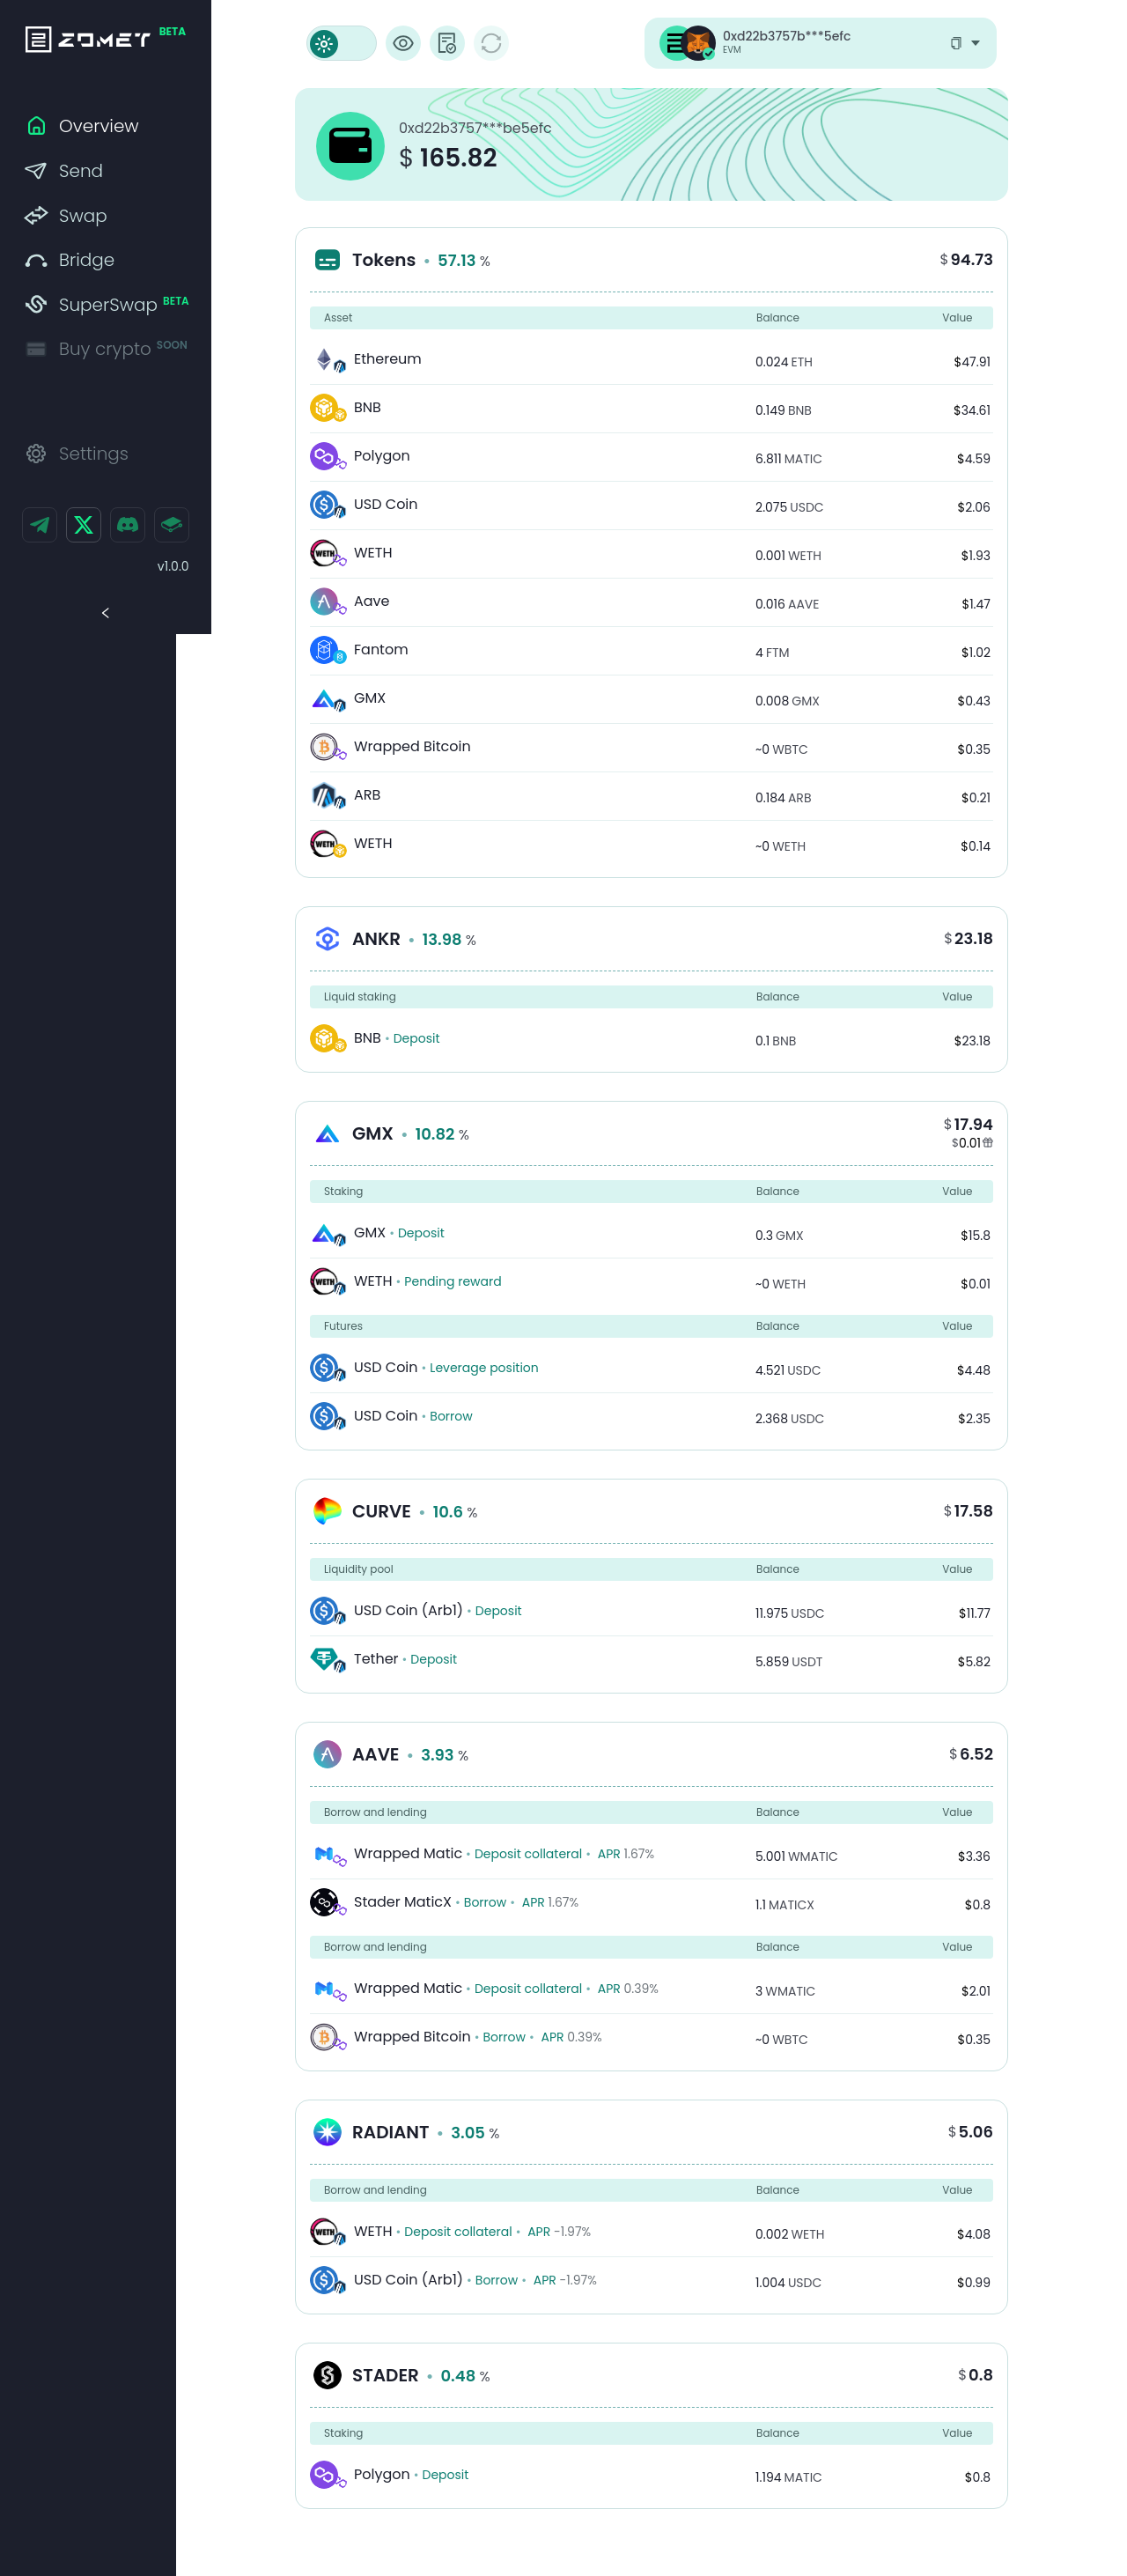 ZOMET BETA
Overview
Send
Swap
Bridge
SuperSwap BETA
Buy crypto SOON
Settings
v1.0.0
0xd22b3757b***5efc
EVM
0xd22b3757***be5efc
$ 165.82
Tokens • 57.13 % $ 94.73
Asset Balance Value
Ethereum 0.024 ETH $47.91
BNB 0.149 BNB $34.61
Polygon 6.811 MATIC $4.59
USD Coin 2.075 USDC $2.06
WETH 0.001 WETH $1.93
Aave 0.016 AAVE $1.47
Fantom 4 FTM $1.02
GMX 0.008 GMX $0.43
Wrapped Bitcoin ~0 WBTC $0.35
ARB 0.184 ARB $0.21
WETH ~0 WETH $0.14
ANKR • 13.98 % $ 23.18
Liquid staking Balance Value
BNB • Deposit 0.1 BNB $23.18
GMX • 10.82 % $ 17.94
$0.01
Staking Balance Value
GMX • Deposit 0.3 GMX $15.8
WETH • Pending reward ~0 WETH $0.01
Futures Balance Value
USD Coin • Leverage position 4.521 USDC $4.48
USD Coin • Borrow 2.368 USDC $2.35
CURVE • 10.6 % $ 17.58
Liquidity pool Balance Value
USD Coin (Arb1) • Deposit 11.975 USDC $11.77
Tether • Deposit 5.859 USDT $5.82
AAVE • 3.93 % $ 6.52
Borrow and lending Balance Value
Wrapped Matic • Deposit collateral • APR 1.67% 5.001 WMATIC $3.36
Stader MaticX • Borrow • APR 1.67% 1.1 MATICX $0.8
Borrow and lending Balance Value
Wrapped Matic • Deposit collateral • APR 0.39% 3 WMATIC $2.01
Wrapped Bitcoin • Borrow • APR 0.39% ~0 WBTC $0.35
RADIANT • 3.05 % $ 5.06
Borrow and lending Balance Value
WETH • Deposit collateral • APR -1.97% 0.002 WETH $4.08
USD Coin (Arb1) • Borrow • APR -1.97% 1.004 USDC $0.99
STADER • 0.48 % $ 0.8
Staking Balance Value
Polygon • Deposit 1.194 MATIC $0.8